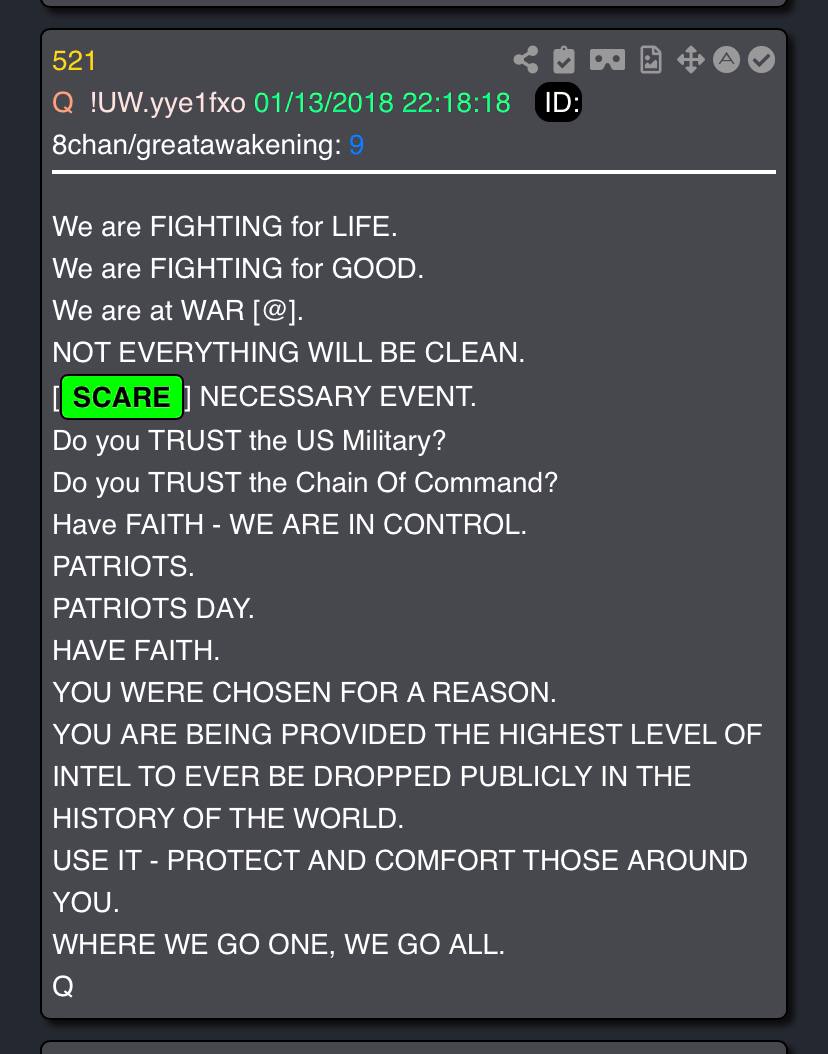 521
Q !UW.yye1fxo 01/13/2018 22:18:18 ID:
8chan/greatawakening: 9
We are FIGHTING for LIFE.
We are FIGHTING for GOOD.
We are at WAR [@].
NOT EVERYTHING WILL BE CLEAN.
[SCARE] NECESSARY EVENT.
Do you TRUST the US Military?
Do you TRUST the Chain Of Command?
Have FAITH - WE ARE IN CONTROL.
PATRIOTS.
PATRIOTS DAY.
HAVE FAITH.
YOU WERE CHOSEN FOR A REASON.
YOU ARE BEING PROVIDED THE HIGHEST LEVEL OF
INTEL TO EVER BE DROPPED PUBLICLY IN THE
HISTORY OF THE WORLD.
USE IT - PROTECT AND COMFORT THOSE AROUND
YOU.
WHERE WE GO ONE, WE GO ALL.
Q